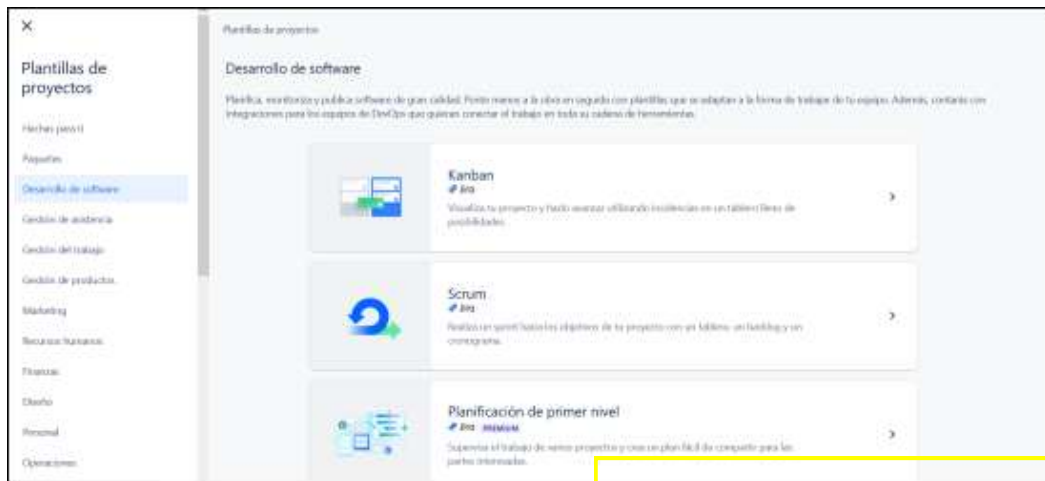 Plantillas de proyectos
Plantillas de
proyectos
Hechas para ti
Paquetes
Desarrollo de software
Gestión de asistencia
Gestión del trabajo
Gestión de productos
Marketing
Recursos humanos
Finanzas
Diseño
Personal
Operaciones
Desarrollo de software
Planifica, monitoriza y publica software de gran calidad. Ponte manos a la obra en seguida con plantillas que se adaptan a la forma de trabajar de tu equipo. Además, contarás con
integraciones para los equipos de DevOps que quieran conectar el trabajo en toda su cadena de herramientas.
Kanban
Jira
Visualiza tu proyecto y hazlo avanzar utilizando incidencias en un tablero lleno de
posibilidades.
Scrum
Jira
Realiza un sprint hacia los objetivos de tu proyecto con un tablero, un backlog y un
cronograma.
Planificación de primer nivel
Jira PREMIUM
Supervisa el trabajo de varios proyectos y crea un plan fácil de compartir para las
partes interesadas.